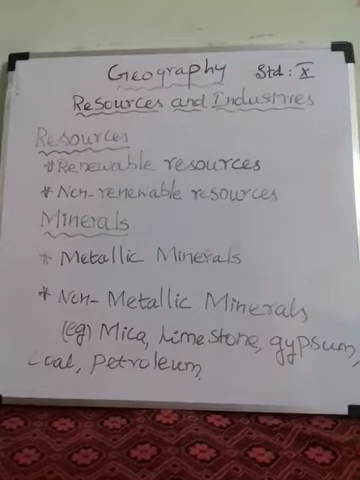 Geography Std: X
Resources and Industries
Resources
* Renewable resources
* Non-renewable resources
Minerals
* Metallic Minerals
* Non-Metallic Minerals
(eg) Mica, Lime stone, gypsum,
Coal, Petroleum.